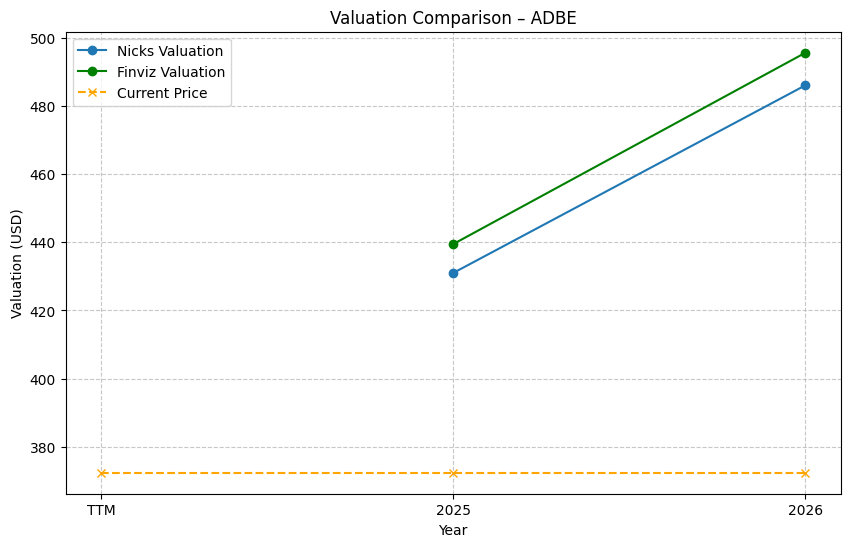 Valuation Comparison – ADBE
Nicks Valuation
Finviz Valuation
Current Price
Valuation (USD)
500
480
460
440
420
400
380
TTM
2025
2026
Year